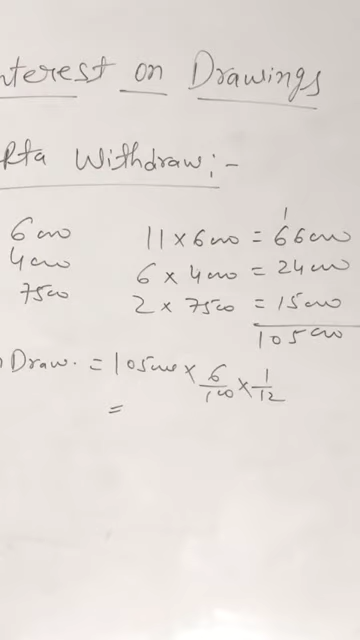 nterest on Drawings
Rta Withdraw:-
6000 11 × 6000 = 66000
4000 6 × 4000 = 24000
7500 2 × 7500 = 15000
105000
Draw. = 105000 × 6/100 × 1/12
=